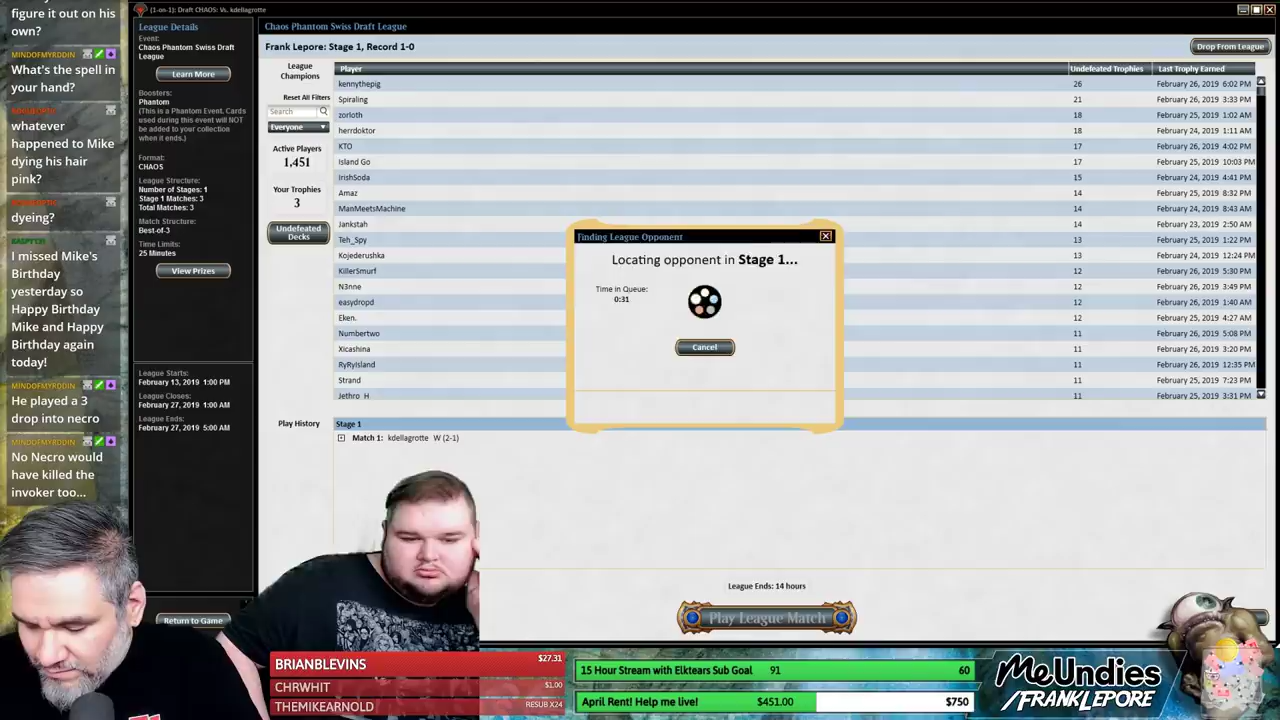 figure it out on his
own?
MINDOFMYRDDIN
What's the spell in
your hand?
whatever
happened to Mike
dying his hair
pink?
dyeing?
I missed Mike's
Birthday
yesterday so
Happy Birthday
Mike and Happy
Birthday again
today!
MINDOFMYRDDIN
He played a 3
drop into necro
MINDOFMYRDDIN
No Necro would
have killed the
invoker too...
(1-on-1): Draft CHAOS: Vs. kdellagrotte
League Details
Event:
Chaos Phantom Swiss Draft
League
Learn More
Boosters:
Phantom
(This is a Phantom Event. Cards
used during this event will NOT
be added to your collection
when it ends.)
Format:
CHAOS
League Structure:
Number of Stages: 1
Stage 1 Matches: 3
Total Matches: 3
Match Structure:
Best-of-3
Time Limits:
25 Minutes
View Prizes
League Starts:
February 13, 2019 1:00 PM
League Closes:
February 27, 2019 1:00 AM
League Ends:
February 27, 2019 5:00 AM
Return to Game
Chaos Phantom Swiss Draft League
Frank Lepore: Stage 1, Record 1-0
Drop From League
League
Champions
Reset All Filters
Search
Everyone
Active Players
1,451
Your Trophies
3
Undefeated
Decks
Player Undefeated Trophies Last Trophy Earned
kennythepig 26 February 26, 2019 6:02 PM
Spiraling 21 February 26, 2019 3:33 PM
zorloth 18 February 25, 2019 1:02 AM
herrdoktor 18 February 24, 2019 1:11 AM
KTO 17 February 26, 2019 4:02 PM
Island Go 17 February 25, 2019 10:03 PM
IrishSoda 15 February 24, 2019 4:41 PM
Amaz 14 February 25, 2019 8:32 PM
ManMeetsMachine 14 February 24, 2019 8:43 AM
Jankstah 14 February 23, 2019 2:50 AM
Teh_Spy 13 February 25, 2019 1:22 PM
Kojederushka 13 February 24, 2019 12:24 PM
KillerSmurf 12 February 26, 2019 5:30 PM
N3nne 12 February 26, 2019 3:49 PM
easydropd 12 February 26, 2019 1:40 AM
Eken. 12 February 25, 2019 4:27 AM
Numbertwo 11 February 26, 2019 5:08 PM
Xicashina 11 February 26, 2019 3:20 PM
RyRyIsland 11 February 26, 2019 12:35 PM
Strand 11 February 25, 2019 7:23 PM
Jethro_H 11 February 25, 2019 3:31 PM
Finding League Opponent
Locating opponent in Stage 1...
Time in Queue:
0:31
Cancel
Play History
Stage 1
Match 1: kdellagrotte W (2-1)
League Ends: 14 hours
Play League Match
BRIANBLEVINS $27.31
CHRWHIT $1.00
THEMIKEARNOLD RESUB X24
15 Hour Stream with Elktears Sub Goal 91 60
April Rent! Help me live! $451.00 $750
MeUndies
/FRANKLEPORE